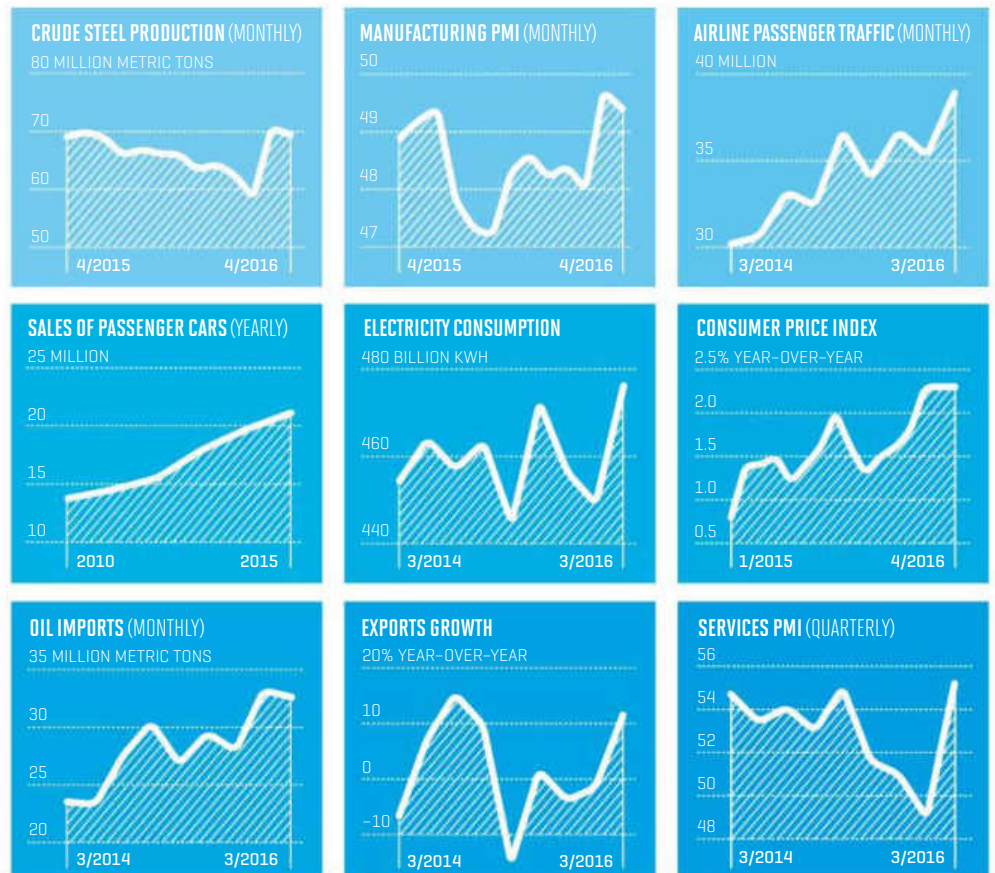 CRUDE STEEL PRODUCTION (MONTHLY)
80 MILLION METRIC TONS
70
60
50
4/2015 4/2016
MANUFACTURING PMI (MONTHLY)
50
49
48
47
4/2015 4/2016
AIRLINE PASSENGER TRAFFIC (MONTHLY)
40 MILLION
35
30
3/2014 3/2016
SALES OF PASSENGER CARS (YEARLY)
25 MILLION
20
15
10
2010 2015
ELECTRICITY CONSUMPTION
480 BILLION KWH
460
440
3/2014 3/2016
CONSUMER PRICE INDEX
2.5% YEAR-OVER-YEAR
2.0
1.5
1.0
0.5
1/2015 4/2016
OIL IMPORTS (MONTHLY)
35 MILLION METRIC TONS
30
25
20
3/2014 3/2016
EXPORTS GROWTH
20% YEAR-OVER-YEAR
10
0
-10
3/2014 3/2016
SERVICES PMI (QUARTERLY)
56
54
52
50
48
3/2014 3/2016